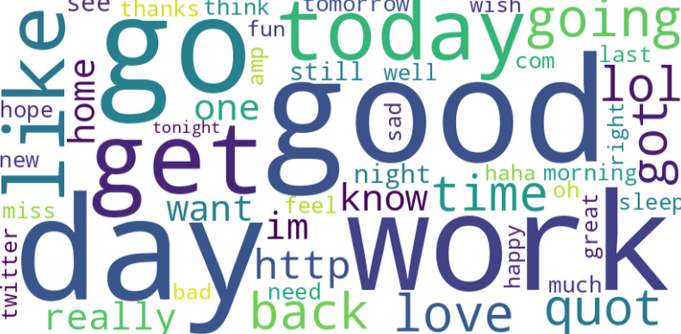 see
thanks
think
tomorrow
wish
going
like
go
fun
today
amp
com
last
home
still
well
lol
hope
one
good
sad
right
got
tonight
get
new
night
haha
morning
want
know
time
oh
sleep
miss
feel
im
day
work
great
twitter
http
happy
bad
need
much
really
back
love
quot